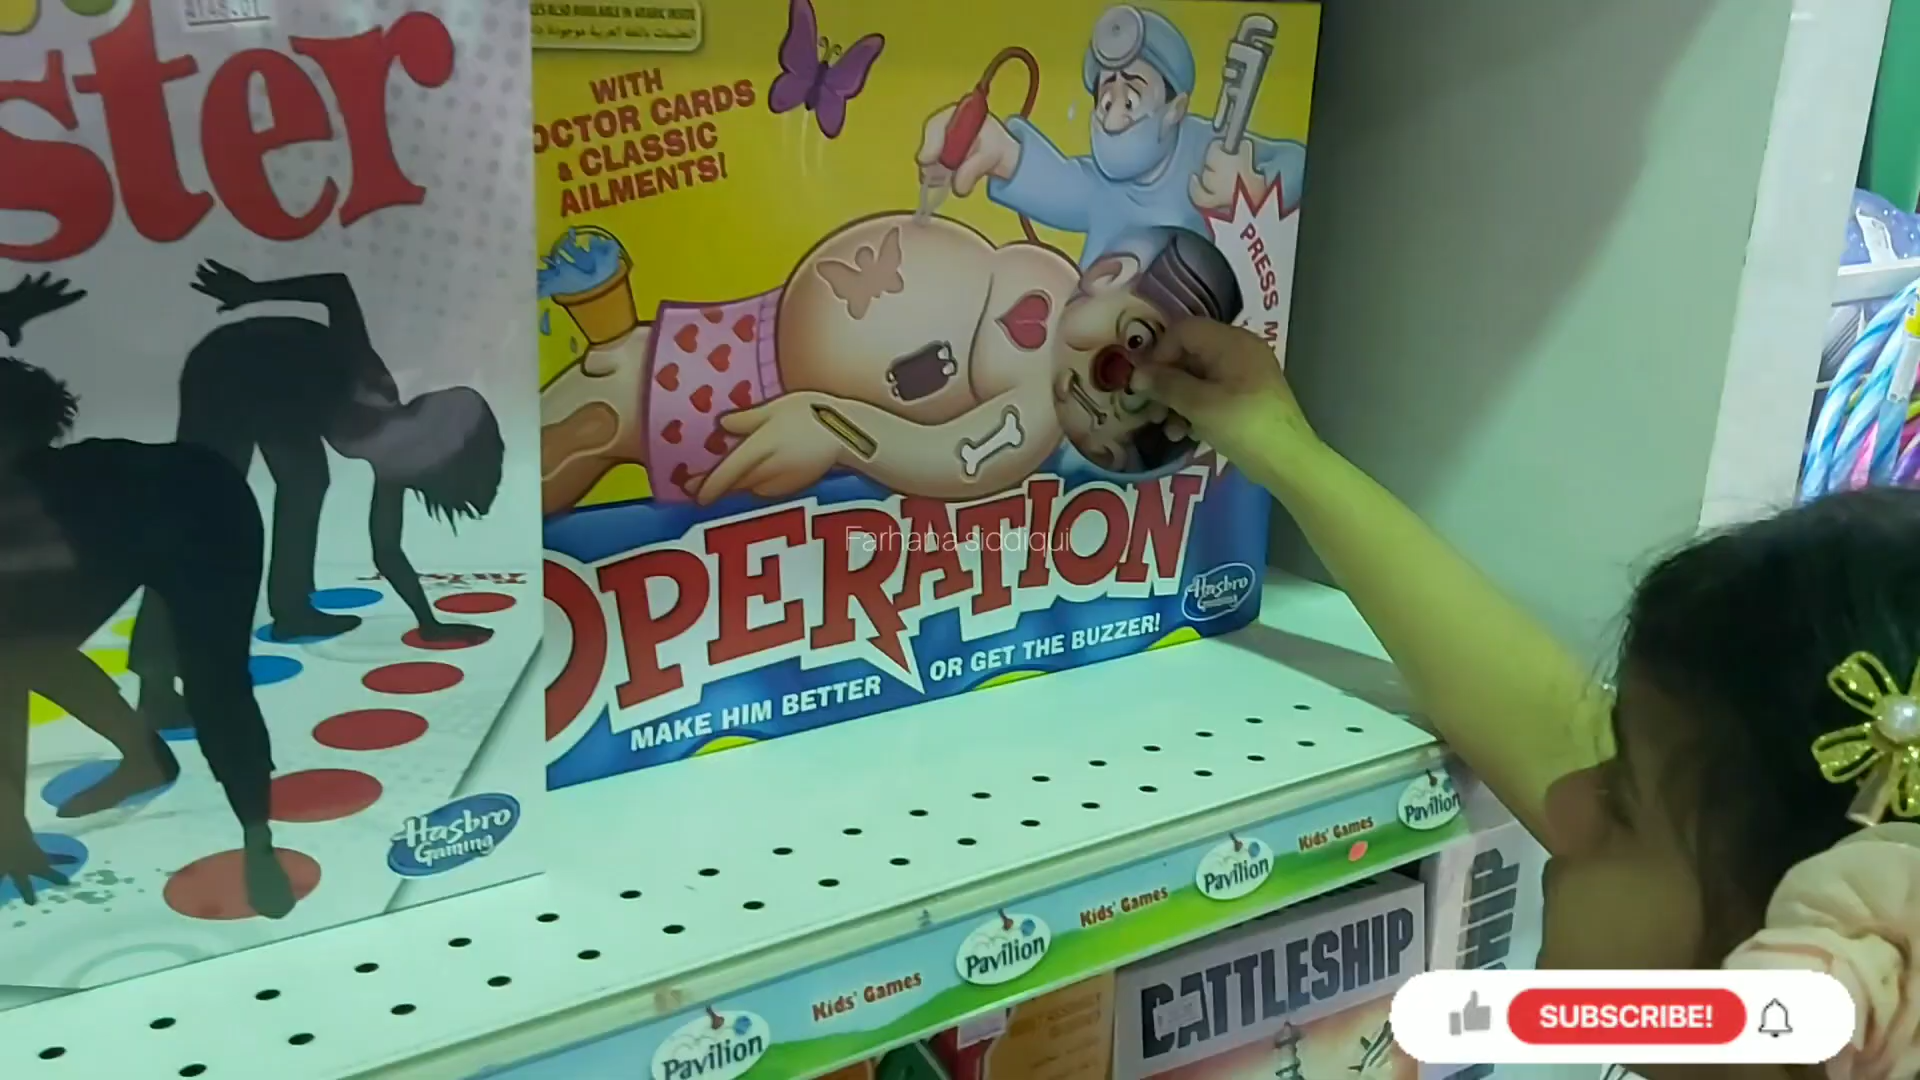 ster
WITH
OCTOR CARDS
& CLASSIC
AILMENTS!
PRESS M
OPERATION
MAKE HIM BETTER
OR GET THE BUZZER!
Hasbro
Gaming
Hasbro
Gaming
Farhana siddiqui
Pavilion
Kids' Games
Pavilion
Kids' Games
Pavilion
Kids' Games
Pavilion
BATTLESHIP
SHIP
SUBSCRIBE!